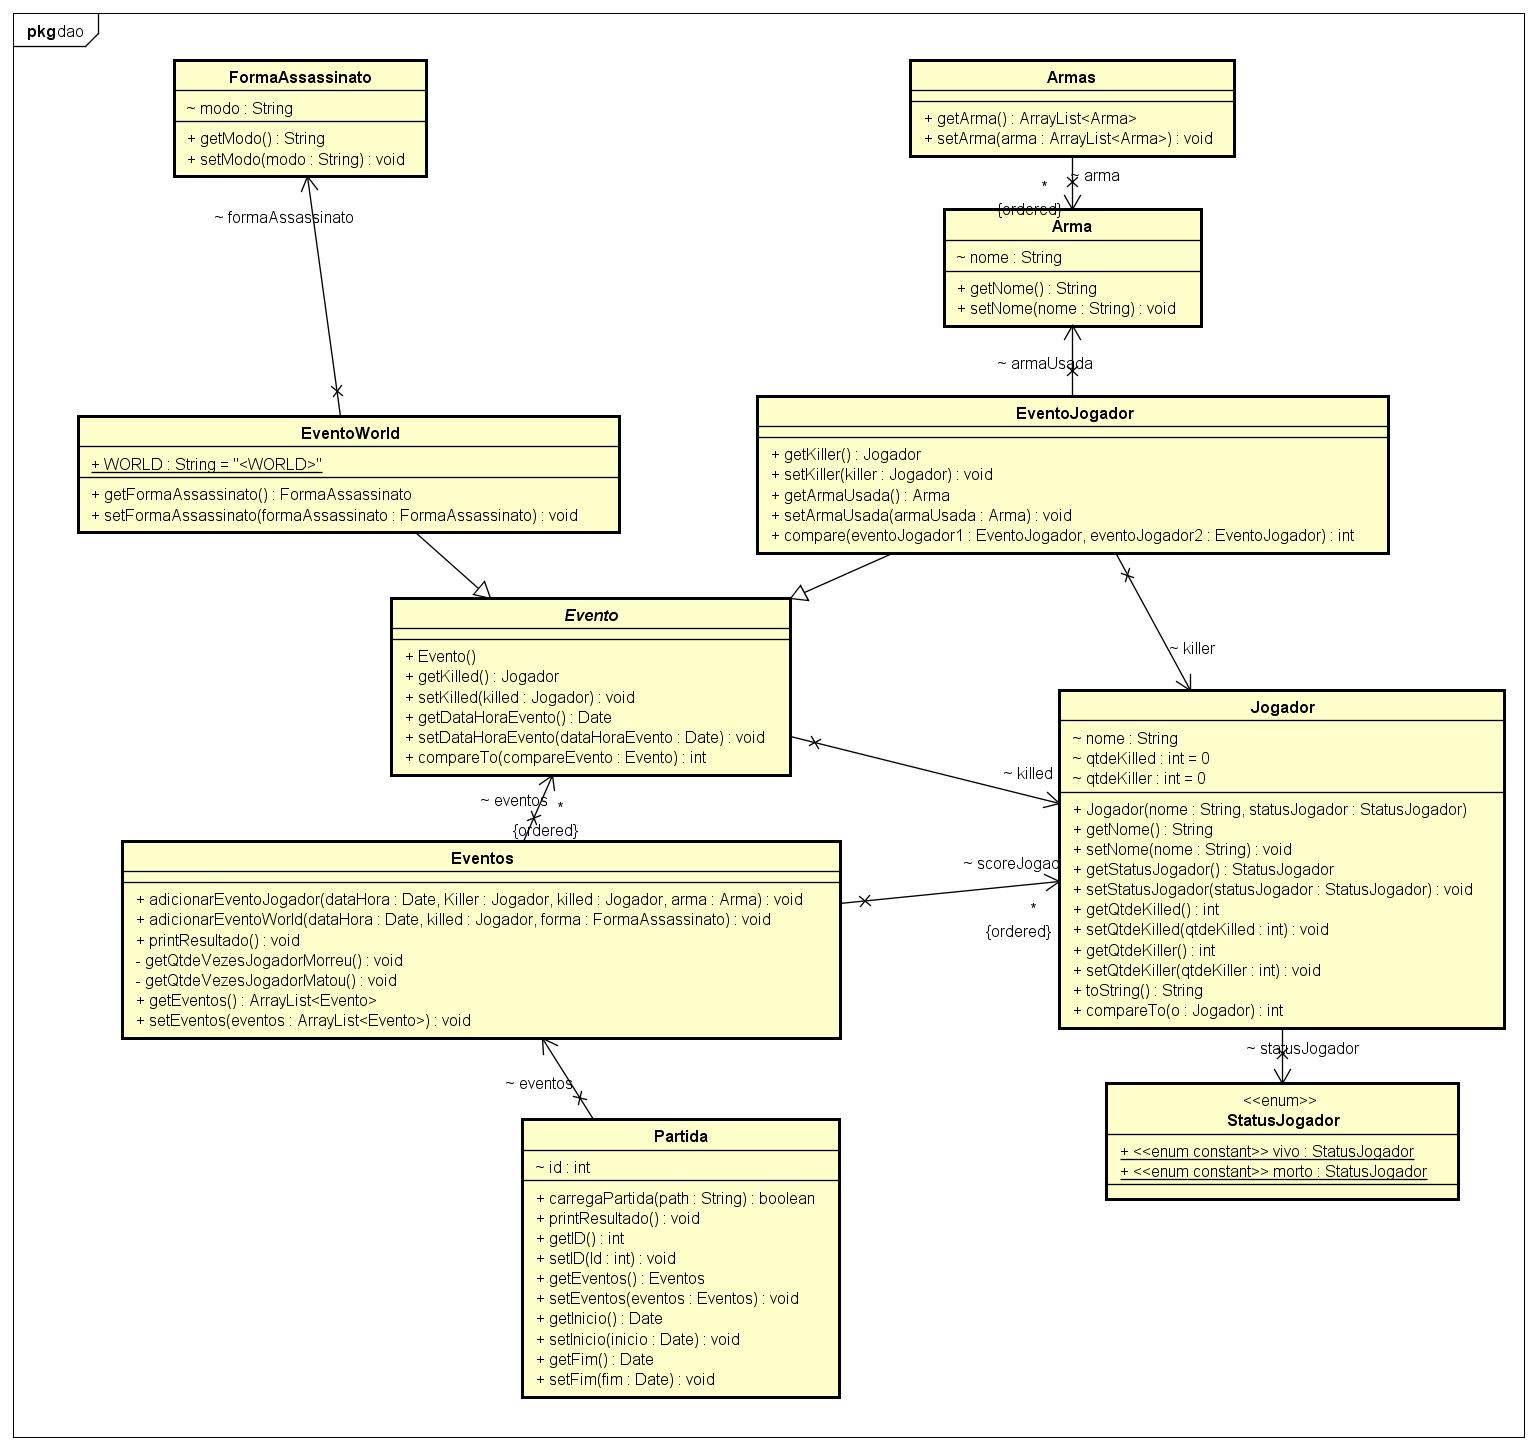 pkg dao
FormaAssassinato
~ modo : String
+ getModo() : String
+ setModo(modo : String) : void
~ formaAssassinato
Armas
+ getArma() : ArrayList<Arma>
+ setArma(arma : ArrayList<Arma>) : void
~ arma
*
{ordered}
Arma
~ nome : String
+ getNome() : String
+ setNome(nome : String) : void
~ armaUsada
EventoWorld
+ WORLD : String = "<WORLD>"
+ getFormaAssassinato() : FormaAssassinato
+ setFormaAssassinato(formaAssassinato : FormaAssassinato) : void
EventoJogador
+ getKiller() : Jogador
+ setKiller(killer : Jogador) : void
+ getArmaUsada() : Arma
+ setArmaUsada(armaUsada : Arma) : void
+ compare(eventoJogador1 : EventoJogador, eventoJogador2 : EventoJogador) : int
~ killer
Evento
+ Evento()
+ getKilled() : Jogador
+ setKilled(killed : Jogador) : void
+ getDataHoraEvento() : Date
+ setDataHoraEvento(dataHoraEvento : Date) : void
+ compareTo(compareEvento : Evento) : int
~ killed
~ eventos
*
{ordered}
Jogador
~ nome : String
~ qtdeKilled : int = 0
~ qtdeKiller : int = 0
+ Jogador(nome : String, statusJogador : StatusJogador)
+ getNome() : String
+ setNome(nome : String) : void
+ getStatusJogador() : StatusJogador
+ setStatusJogador(statusJogador : StatusJogador) : void
+ getQtdeKilled() : int
+ setQtdeKilled(qtdeKilled : int) : void
+ getQtdeKiller() : int
+ setQtdeKiller(qtdeKiller : int) : void
+ toString() : String
+ compareTo(o : Jogador) : int
Eventos
+ adicionarEventoJogador(dataHora : Date, Killer : Jogador, killed : Jogador, arma : Arma) : void
+ adicionarEventoWorld(dataHora : Date, killed : Jogador, forma : FormaAssassinato) : void
+ printResultado() : void
- getQtdeVezesJogadorMorreu() : void
- getQtdeVezesJogadorMatou() : void
+ getEventos() : ArrayList<Evento>
+ setEventos(eventos : ArrayList<Evento>) : void
~ scoreJogad
*
{ordered}
~ eventos
~ statusJogador
<<enum>>
StatusJogador
+ <<enum constant>> vivo : StatusJogador
+ <<enum constant>> morto : StatusJogador
Partida
~ id : int
+ carregaPartida(path : String) : boolean
+ printResultado() : void
+ getID() : int
+ setID(Id : int) : void
+ getEventos() : Eventos
+ setEventos(eventos : Eventos) : void
+ getInicio() : Date
+ setInicio(inicio : Date) : void
+ getFim() : Date
+ setFim(fim : Date) : void